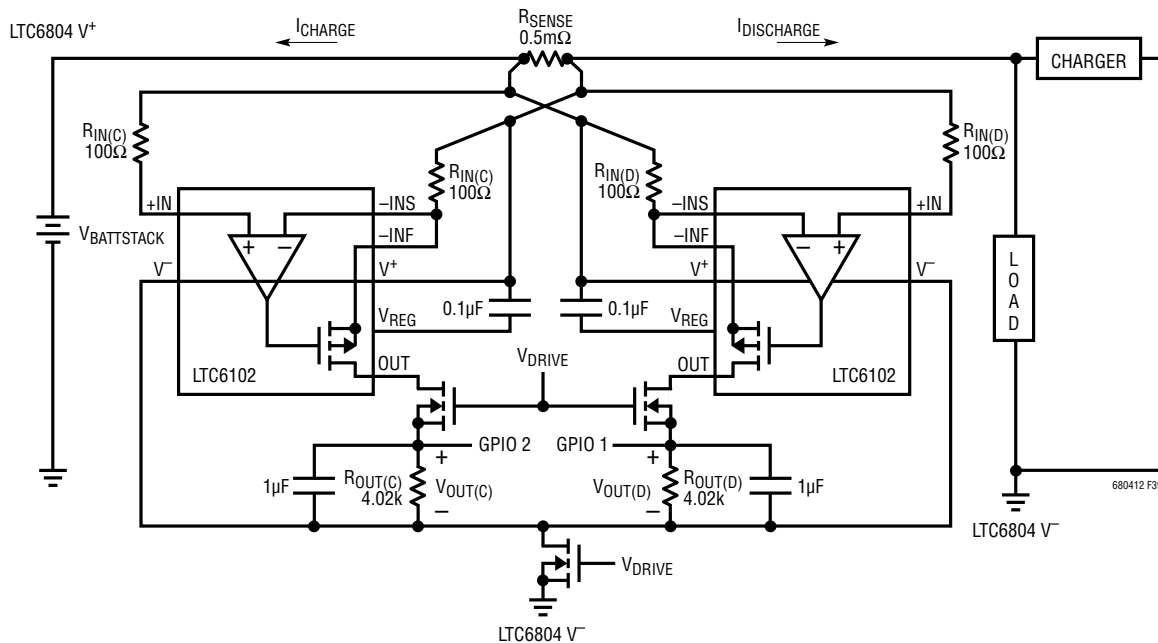 LTC6804 V+
ICHARGE
RSENSE
0.5mΩ
IDISCHARGE
CHARGER
RIN(C)
100Ω
RIN(C)
100Ω
RIN(D)
100Ω
RIN(D)
100Ω
+IN
–INS
–INS
+IN
VBATTSTACK
+ –
– +
–INF
–INF
V–
V+
V+
V–
0.1µF
0.1µF
VREG
VREG
LOAD
OUT
VDRIVE
OUT
LTC6102
LTC6102
GPIO 2
GPIO 1
+
+
1µF
ROUT(C)
4.02k
VOUT(C)
VOUT(D)
ROUT(D)
4.02k
1µF
–
–
680412 F39
LTC6804 V–
VDRIVE
LTC6804 V–